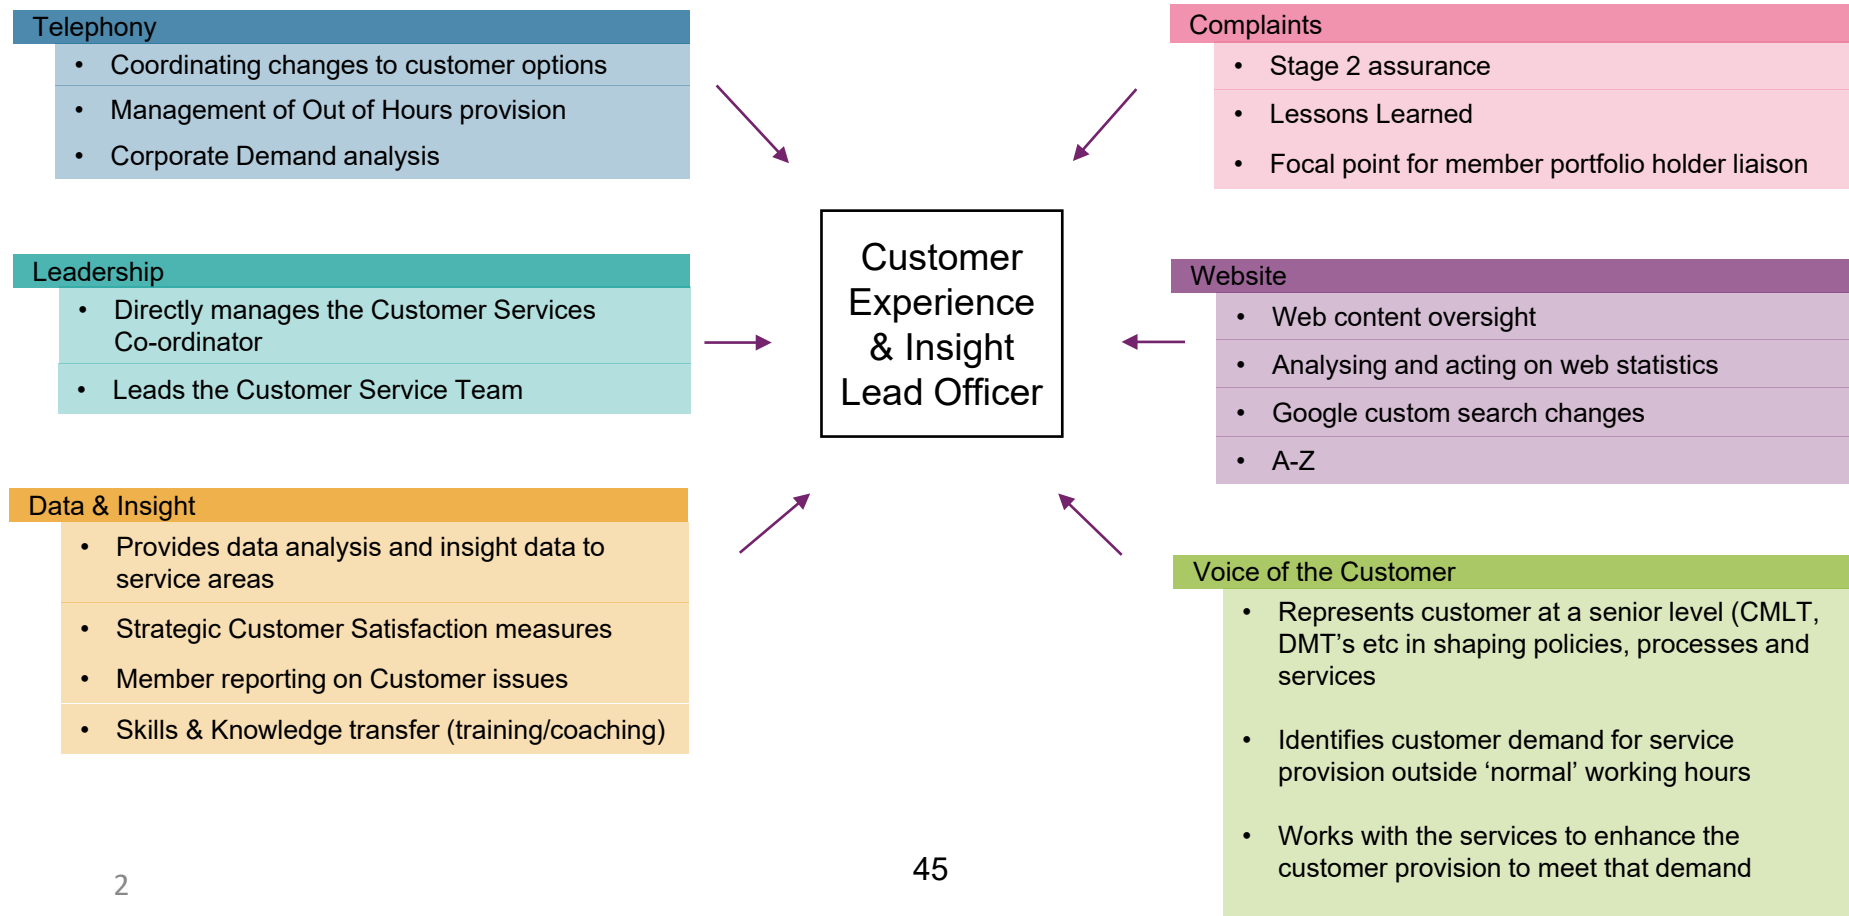 Telephony
• Coordinating changes to customer options
• Management of Out of Hours provision
• Corporate Demand analysis
Leadership
• Directly manages the Customer Services
Co-ordinator
• Leads the Customer Service Team
Data & Insight
• Provides data analysis and insight data to
service areas
• Strategic Customer Satisfaction measures
• Member reporting on Customer issues
• Skills & Knowledge transfer (training/coaching)
Customer
Experience
& Insight
Lead Officer
Complaints
• Stage 2 assurance
• Lessons Learned
• Focal point for member portfolio holder liaison
Website
• Web content oversight
• Analysing and acting on web statistics
• Google custom search changes
• A-Z
Voice of the Customer
• Represents customer at a senior level (CMLT,
DMT’s etc in shaping policies, processes and
services
• Identifies customer demand for service
provision outside ‘normal’ working hours
• Works with the services to enhance the
customer provision to meet that demand
2
45